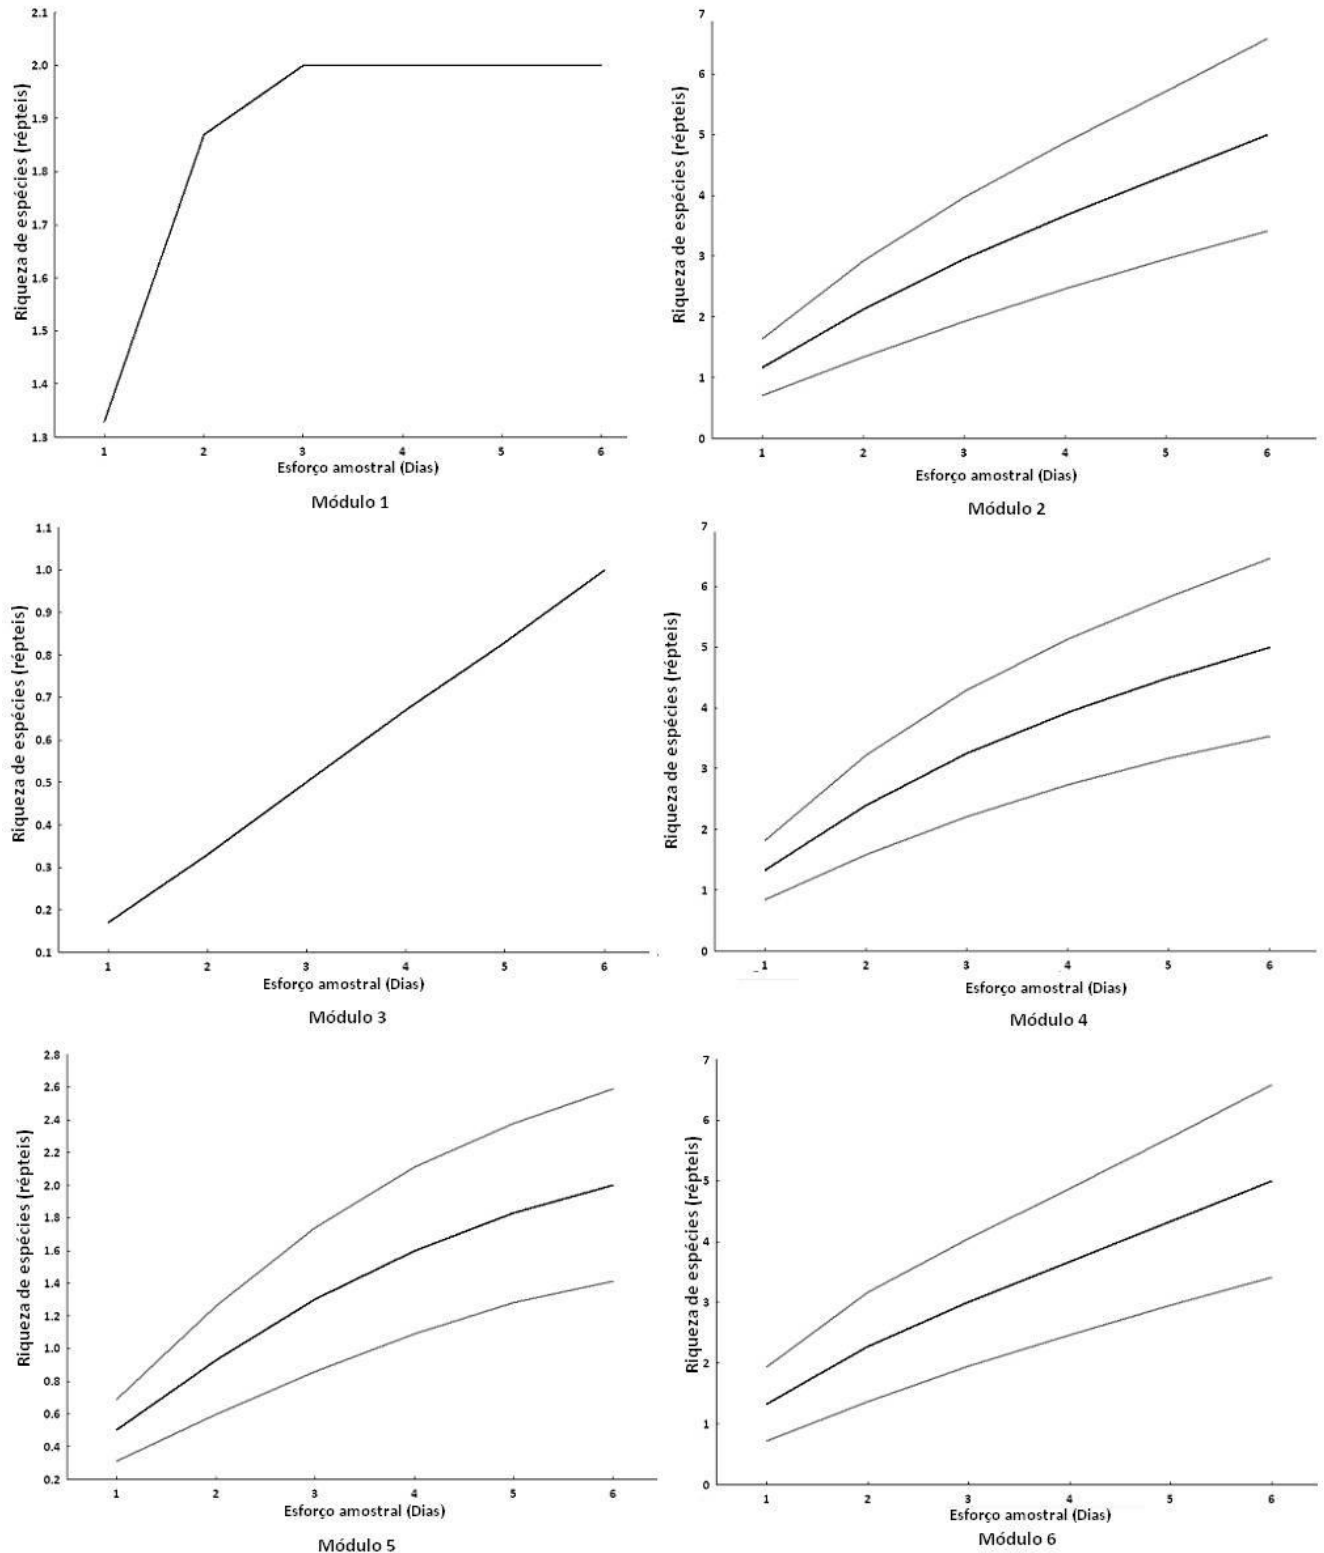 2.1
2.0
1.9
1.8
1.7
1.6
1.5
1.4
1.3
Riqueza de espécies (répteis)
1 2 3 4 5 6
Esforço amostral (Dias)
Módulo 1
7
6
5
4
3
2
1
0
Riqueza de espécies (répteis)
1 2 3 4 5 6
Esforço amostral (Dias)
Módulo 2
1.1
1.0
0.9
0.8
0.7
0.6
0.5
0.4
0.3
0.2
0.1
Riqueza de espécies (répteis)
1 2 3 4 5 6
Esforço amostral (Dias)
Módulo 3
7
6
5
4
3
2
1
0
Riqueza de espécies (répteis)
1 2 3 4 5 6
Esforço amostral (Dias)
Módulo 4
2.8
2.6
2.4
2.2
2.0
1.8
1.6
1.4
1.2
1.0
0.8
0.6
0.4
0.2
Riqueza de espécies (répteis)
1 2 3 4 5 6
Esforço amostral (Dias)
Módulo 5
7
6
5
4
3
2
1
0
Riqueza de espécies (répteis)
1 2 3 4 5 6
Esforço amostral (Dias)
Módulo 6